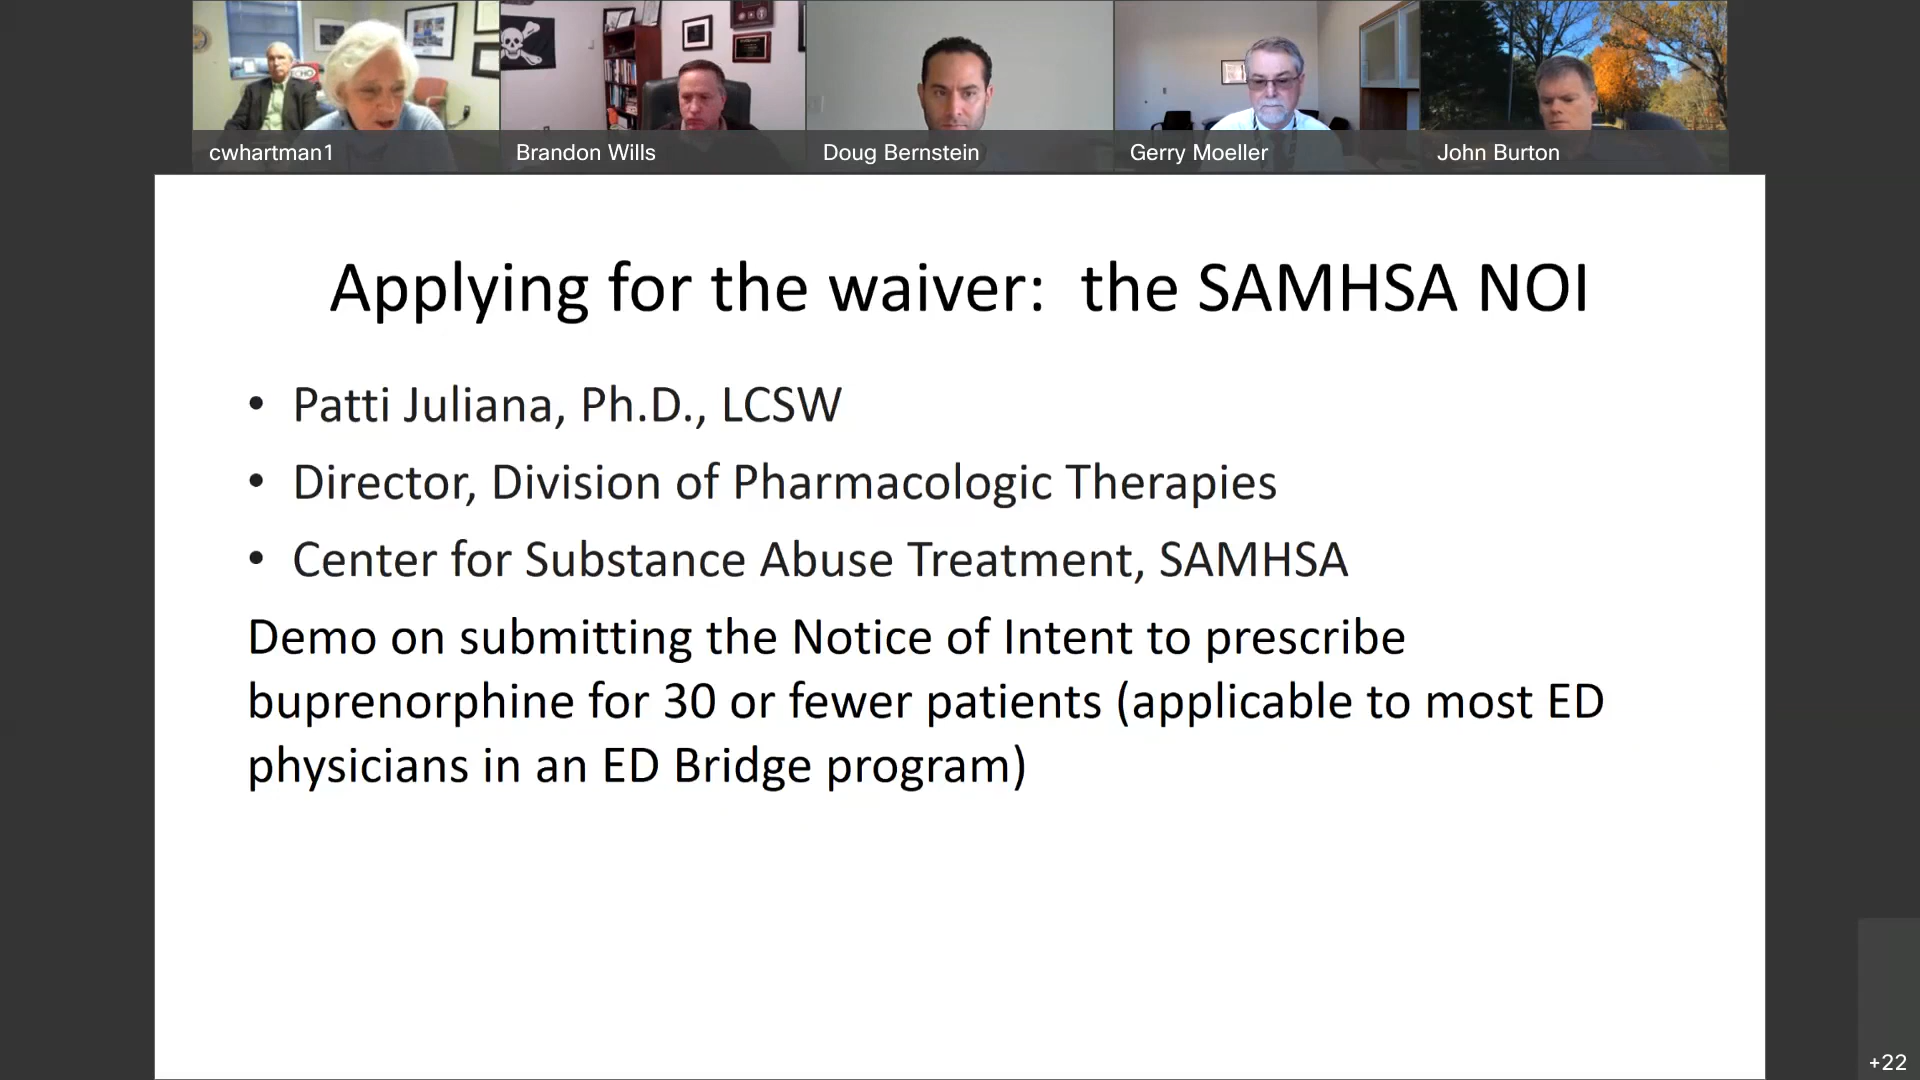 cwhartman1
Brandon Wills
Doug Bernstein
Gerry Moeller
John Burton
Applying for the waiver: the SAMHSA NOI
• Patti Juliana, Ph.D., LCSW
• Director, Division of Pharmacologic Therapies
• Center for Substance Abuse Treatment, SAMHSA
Demo on submitting the Notice of Intent to prescribe
buprenorphine for 30 or fewer patients (applicable to most ED
physicians in an ED Bridge program)
+22